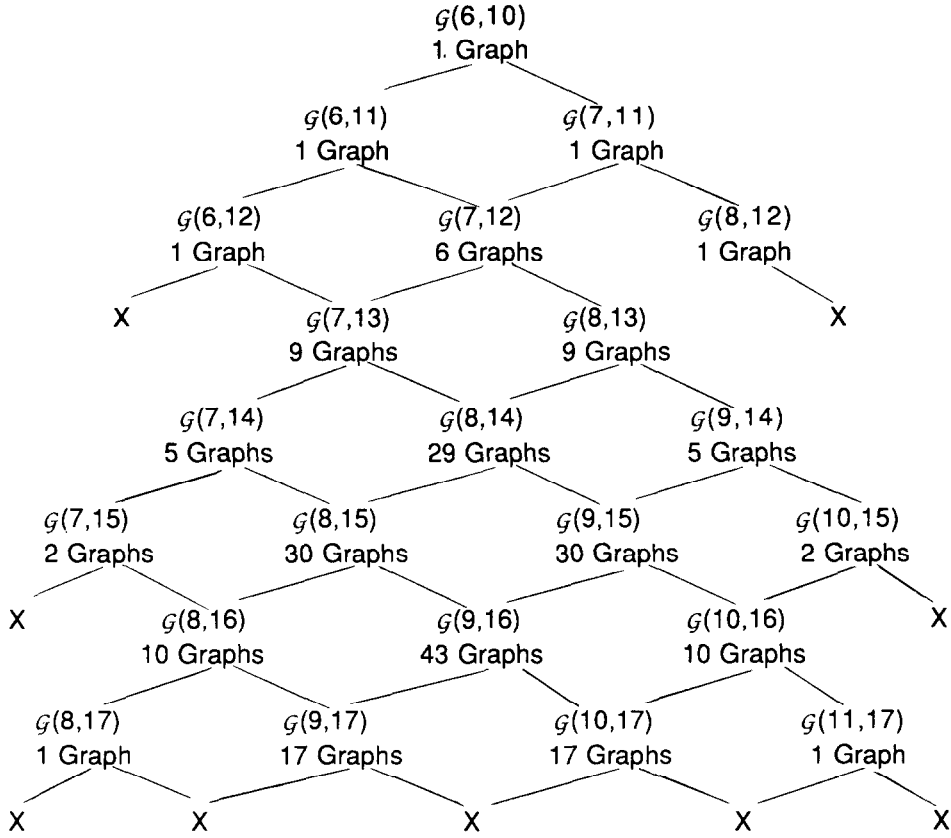 𝒢(6,10)
1 Graph
𝒢(6,11) 𝒢(7,11)
1 Graph 1 Graph
𝒢(6,12) 𝒢(7,12) 𝒢(8,12)
1 Graph 6 Graphs 1 Graph
X X
𝒢(7,13) 𝒢(8,13)
9 Graphs 9 Graphs
𝒢(7,14) 𝒢(8,14) 𝒢(9,14)
5 Graphs 29 Graphs 5 Graphs
𝒢(7,15) 𝒢(8,15) 𝒢(9,15) 𝒢(10,15)
2 Graphs 30 Graphs 30 Graphs 2 Graphs
X X
𝒢(8,16) 𝒢(9,16) 𝒢(10,16)
10 Graphs 43 Graphs 10 Graphs
𝒢(8,17) 𝒢(9,17) 𝒢(10,17) 𝒢(11,17)
1 Graph 17 Graphs 17 Graphs 1 Graph
X X X X X